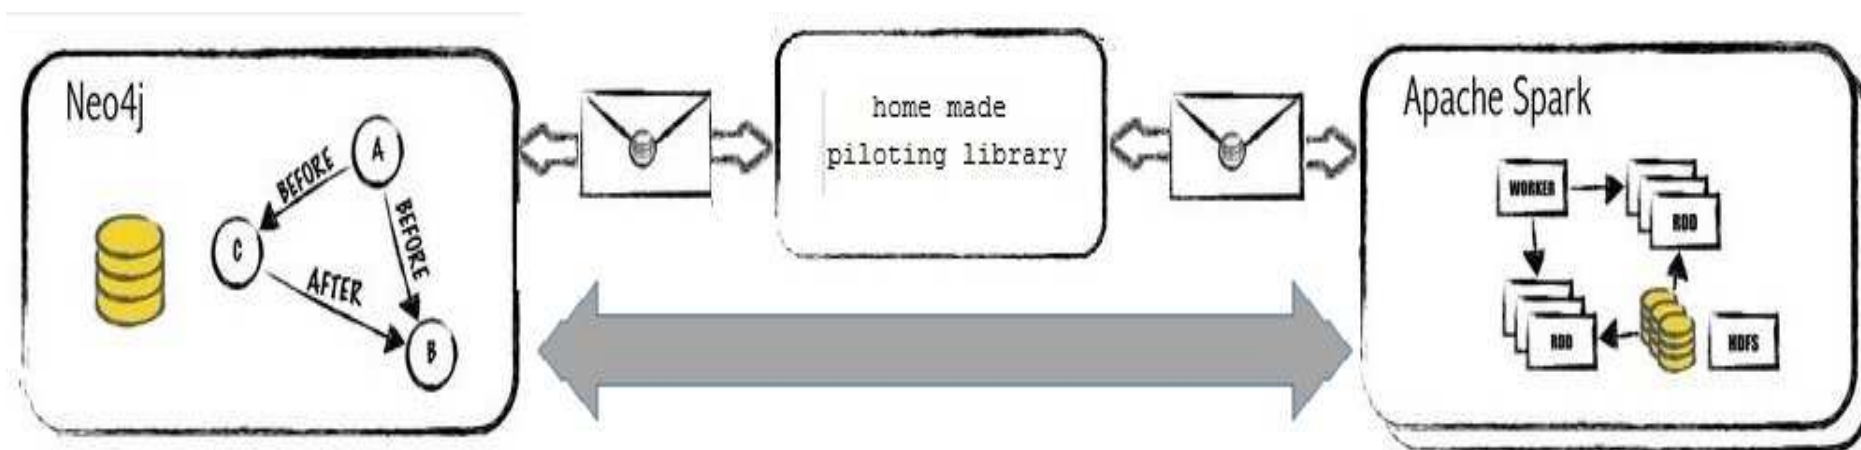 Neo4j
A
BEFORE
BEFORE
C
AFTER
B
home made
piloting library
Apache Spark
WORKER
RDD
RDD
HDFS